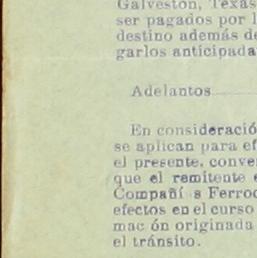 Galveston, Texas
ser pagados por l
destino además de
garlos anticipada
Adelantos
En consideració
se aplican para ef
el presente, conve
que el remitente e
Compañí s Ferroc
efectos en el curso
mac ón originada
el tránsito.